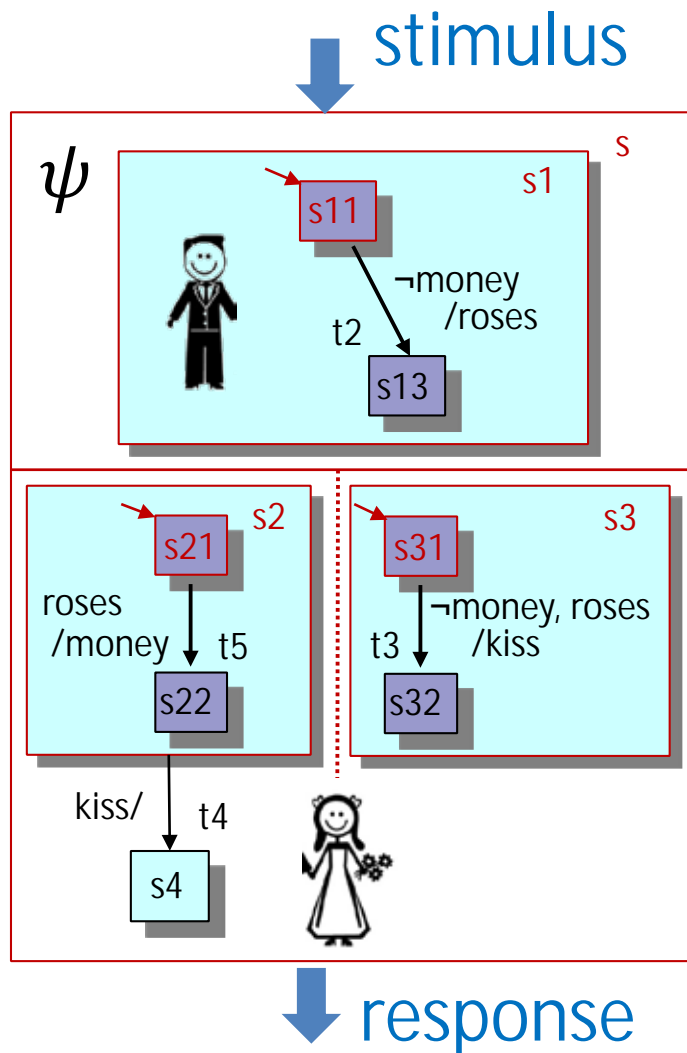 stimulus
ψ
s
s1
s11
¬money
/roses
t2
s13
s2
s21
roses
/money
t5
s22
s3
s31
¬money, roses
/kiss
t3
s32
kiss/
t4
s4
response